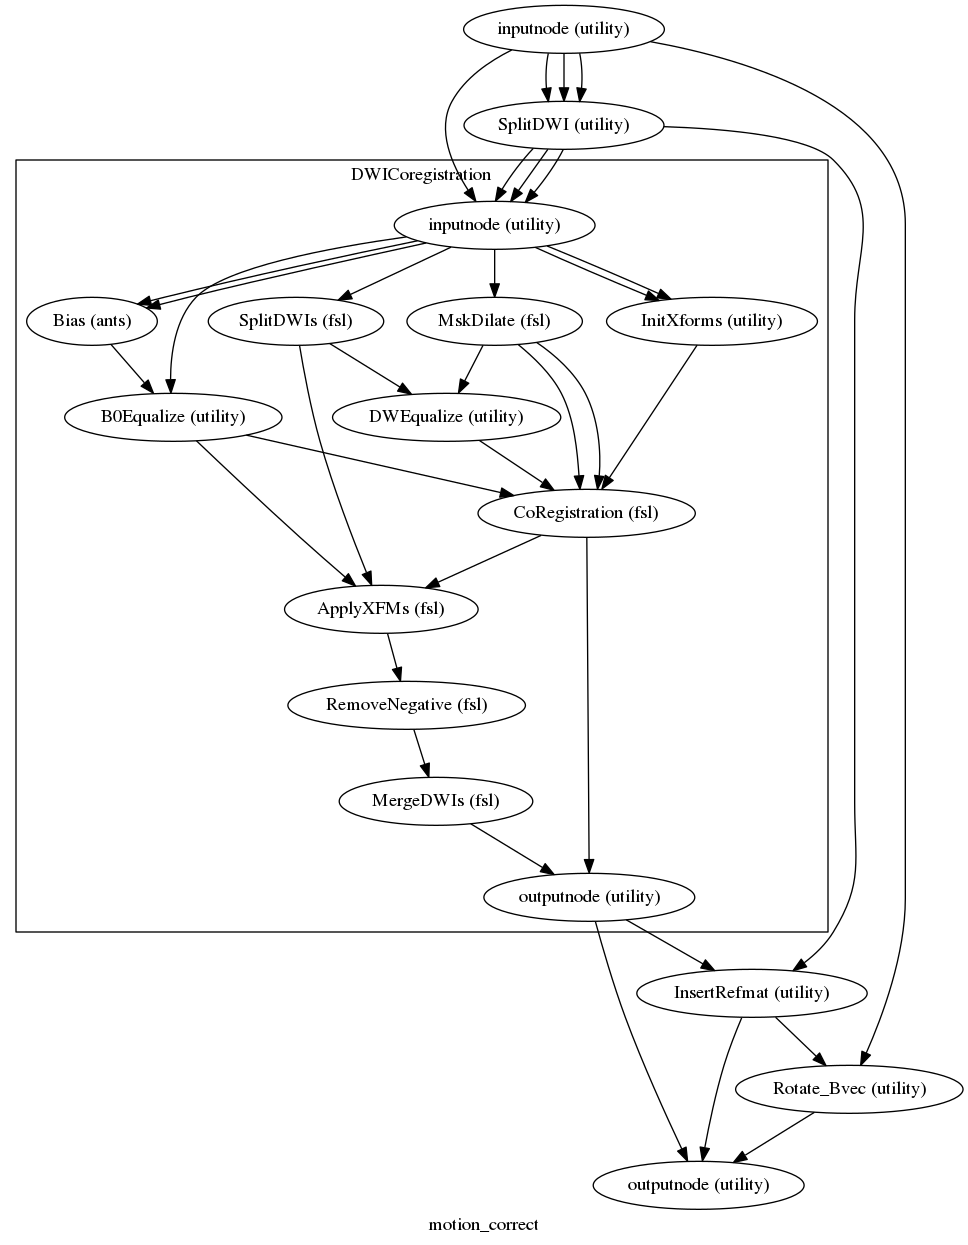 inputnode (utility)
SplitDWI (utility)
DWICoregistration
inputnode (utility)
Bias (ants)
SplitDWIs (fsl)
MskDilate (fsl)
InitXforms (utility)
B0Equalize (utility)
DWEqualize (utility)
CoRegistration (fsl)
ApplyXFMs (fsl)
RemoveNegative (fsl)
MergeDWIs (fsl)
outputnode (utility)
InsertRefmat (utility)
Rotate_Bvec (utility)
outputnode (utility)
motion_correct